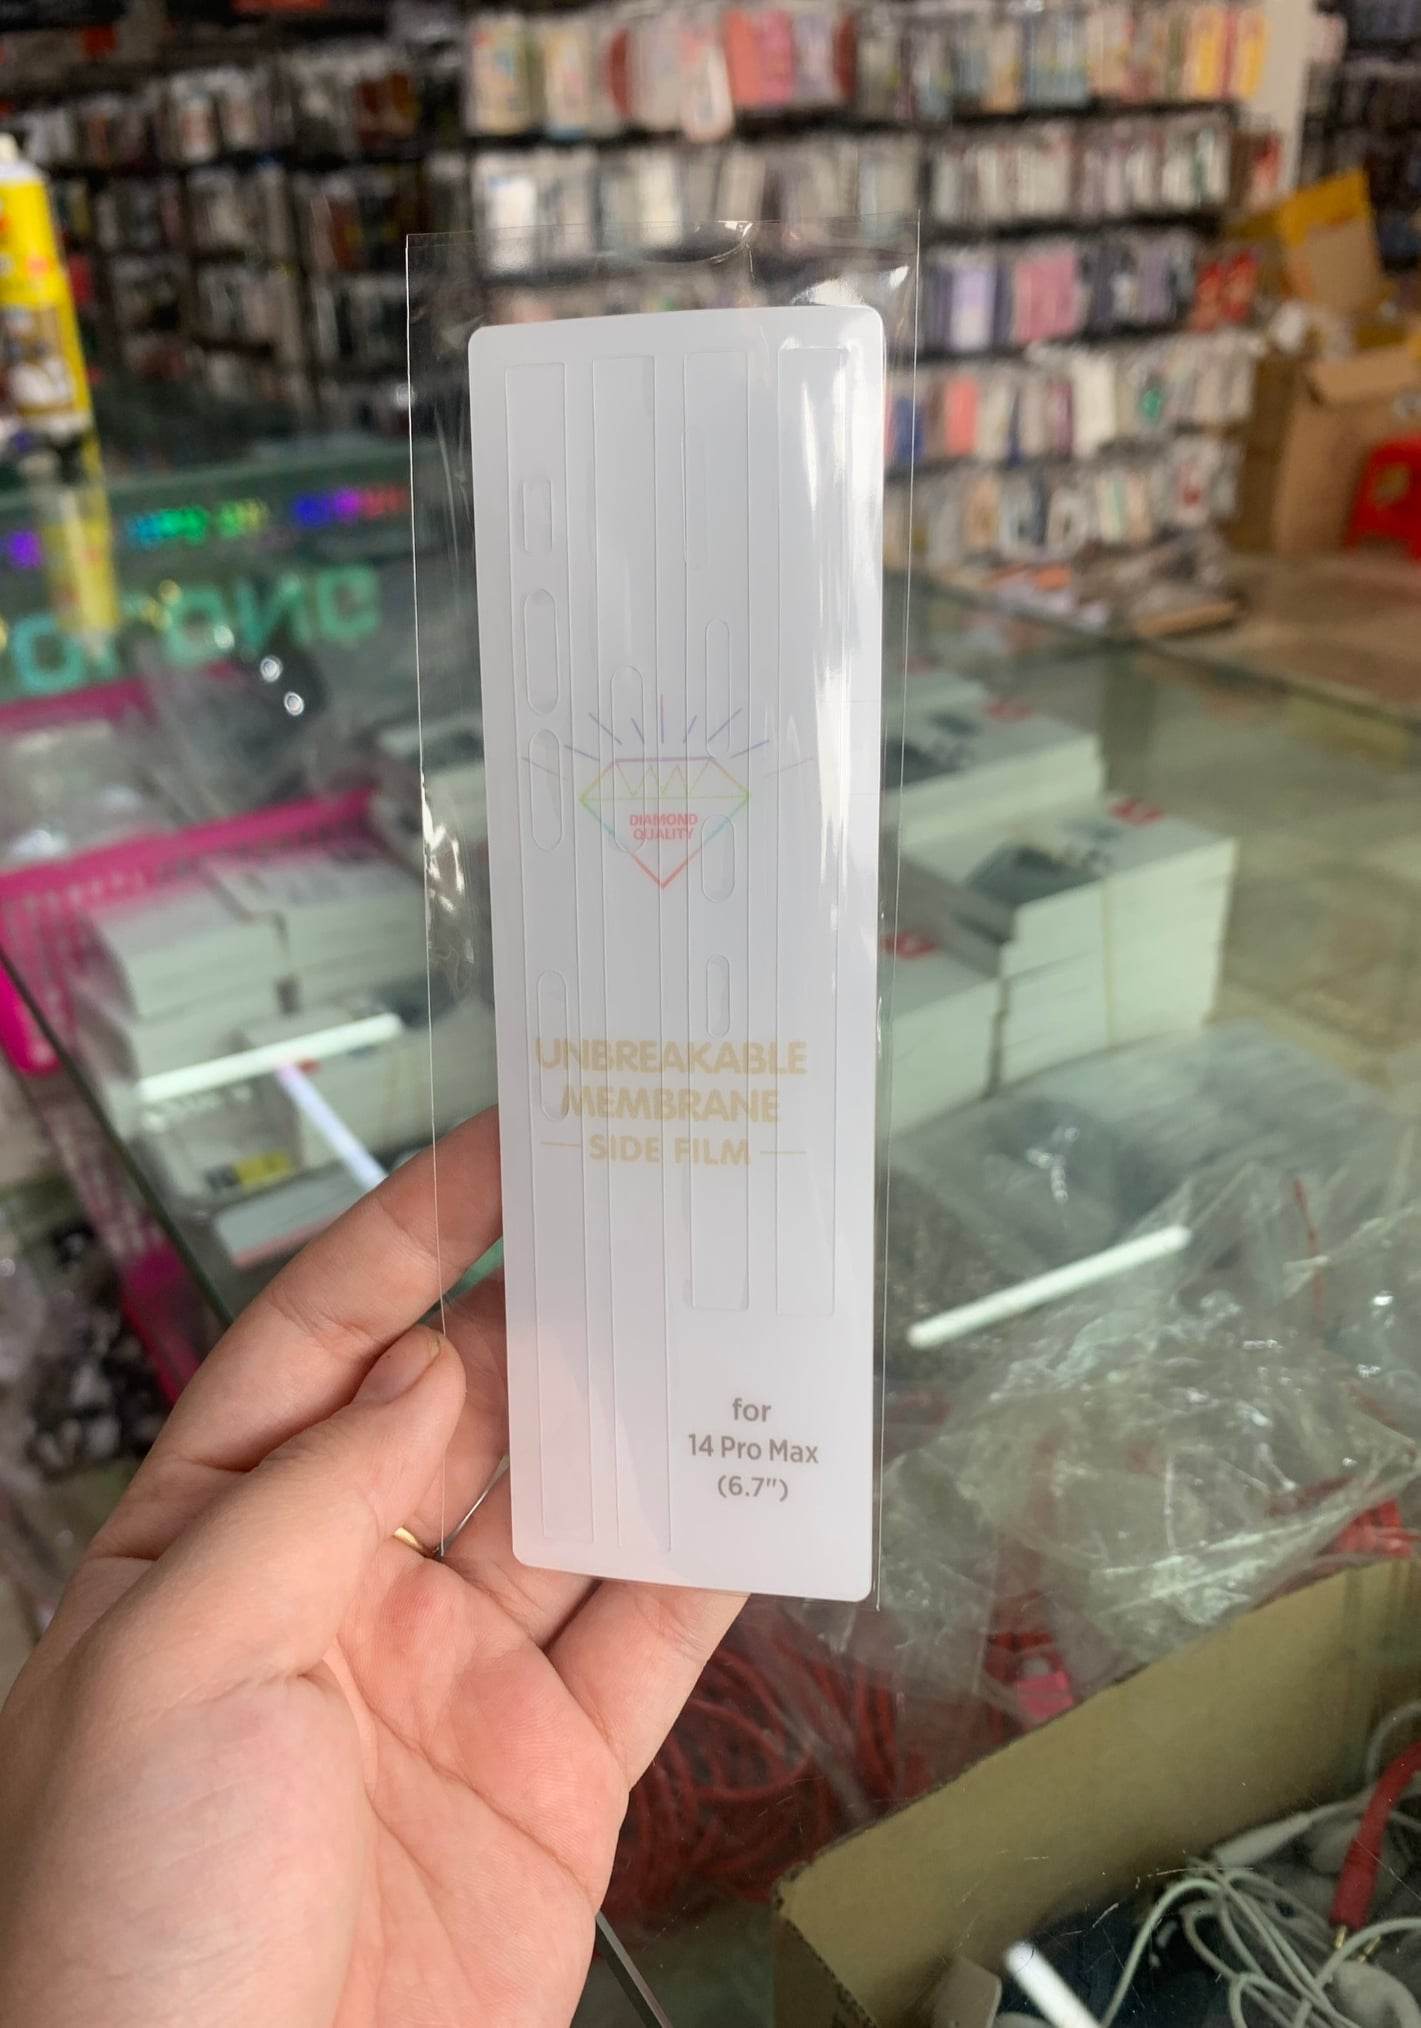 DIAMOND
QUALITY
UNBREAKABLE
MEMBRANE
SIDE FILM
for
14 Pro Max
(6.7")